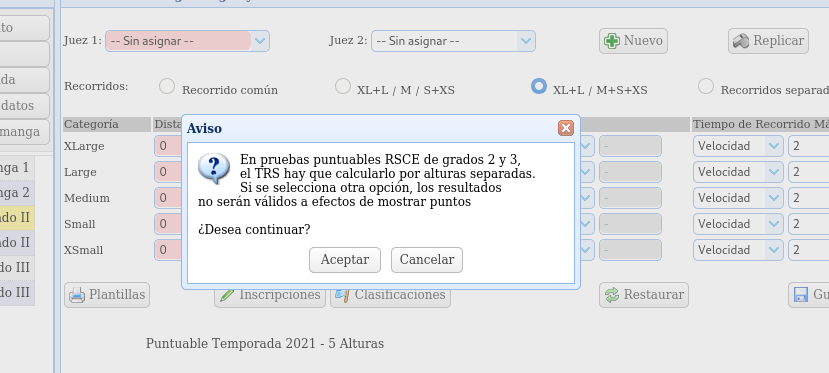 to
Juez 1: -- Sin asignar --
Juez 2: -- Sin asignar --
Nuevo
Replicar
da
datos
manga
Recorridos:
Recorrido común
XL+L / M / S+XS
XL+L / M+S+XS
Recorridos separad
Categoría
Dista
Tiempo de Recorrido Má
XLarge 0 - Velocidad 2
Large 0 - Velocidad 2
Medium 0 - Velocidad 2
Small 0 - Velocidad 2
XSmall 0 - Velocidad 2
nga 1
nga 2
do II
do II
do III
do III
Aviso
En pruebas puntuables RSCE de grados 2 y 3,
el TRS hay que calcularlo por alturas separadas.
Si se selecciona otra opción, los resultados
no serán válidos a efectos de mostrar puntos
¿Desea continuar?
Aceptar
Cancelar
Plantillas
Inscripciones
Clasificaciones
Restaurar
Gu
Puntuable Temporada 2021 - 5 Alturas